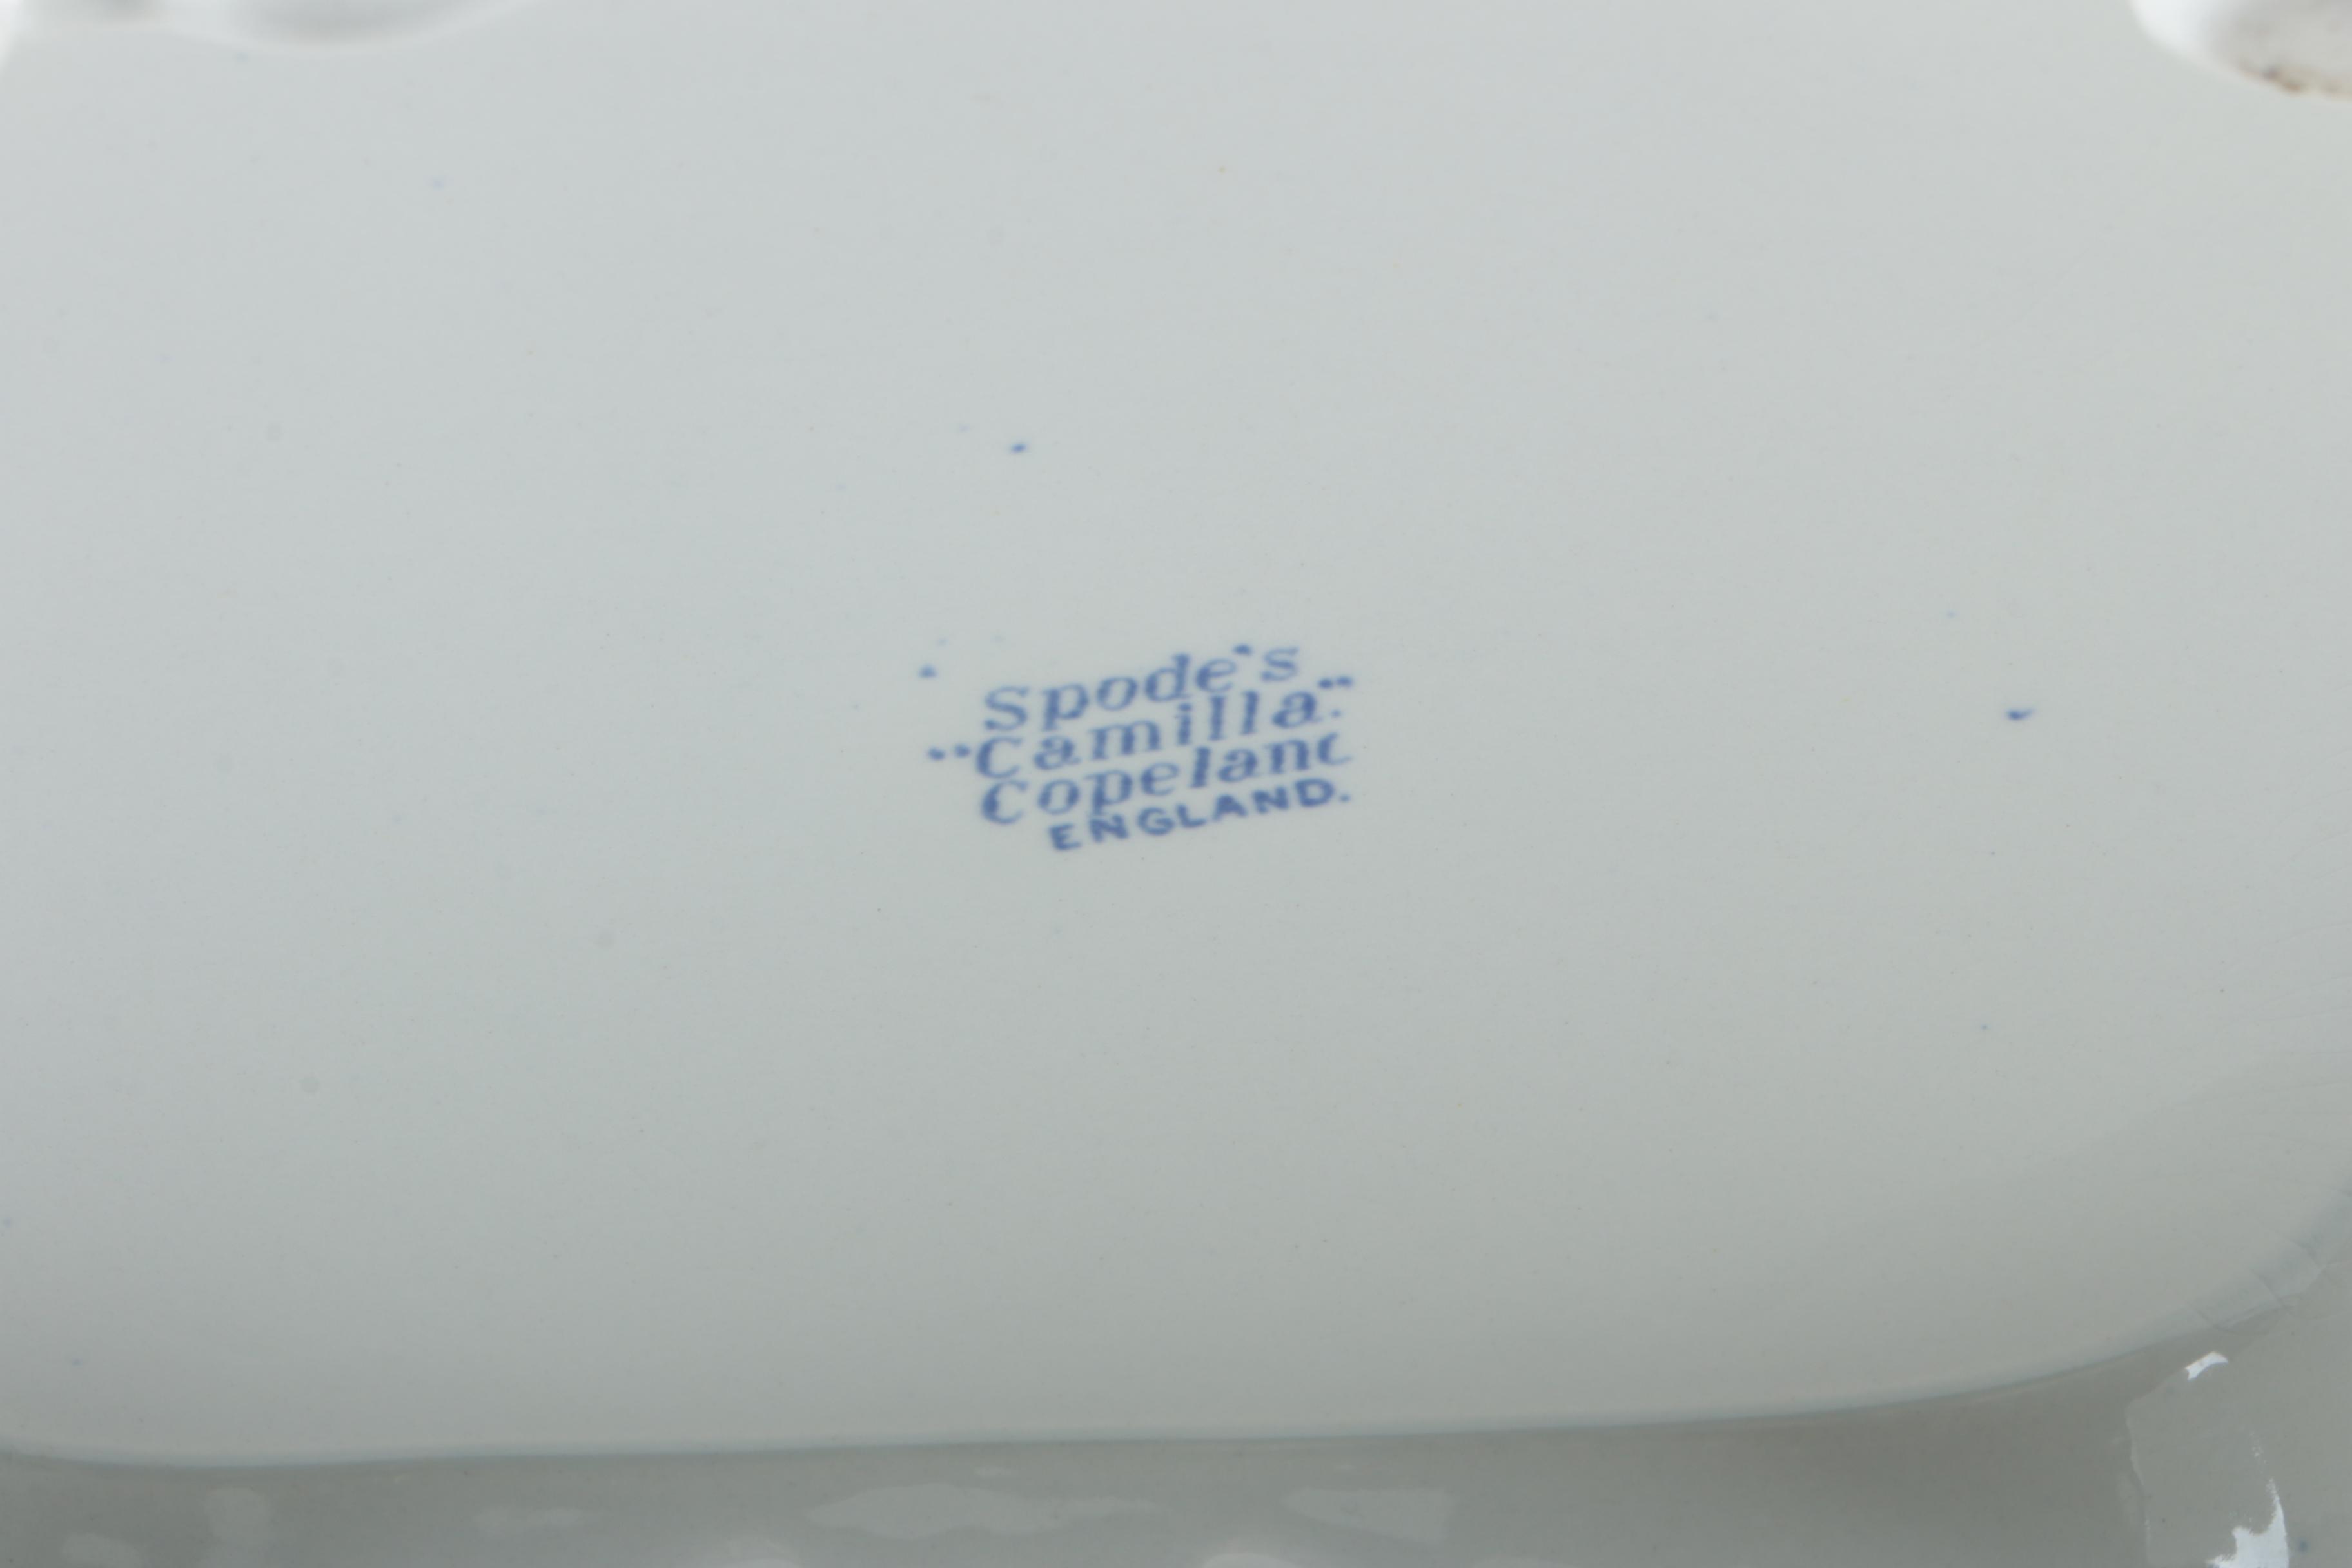 Spode's
"Camilla."
Copeland
ENGLAND.